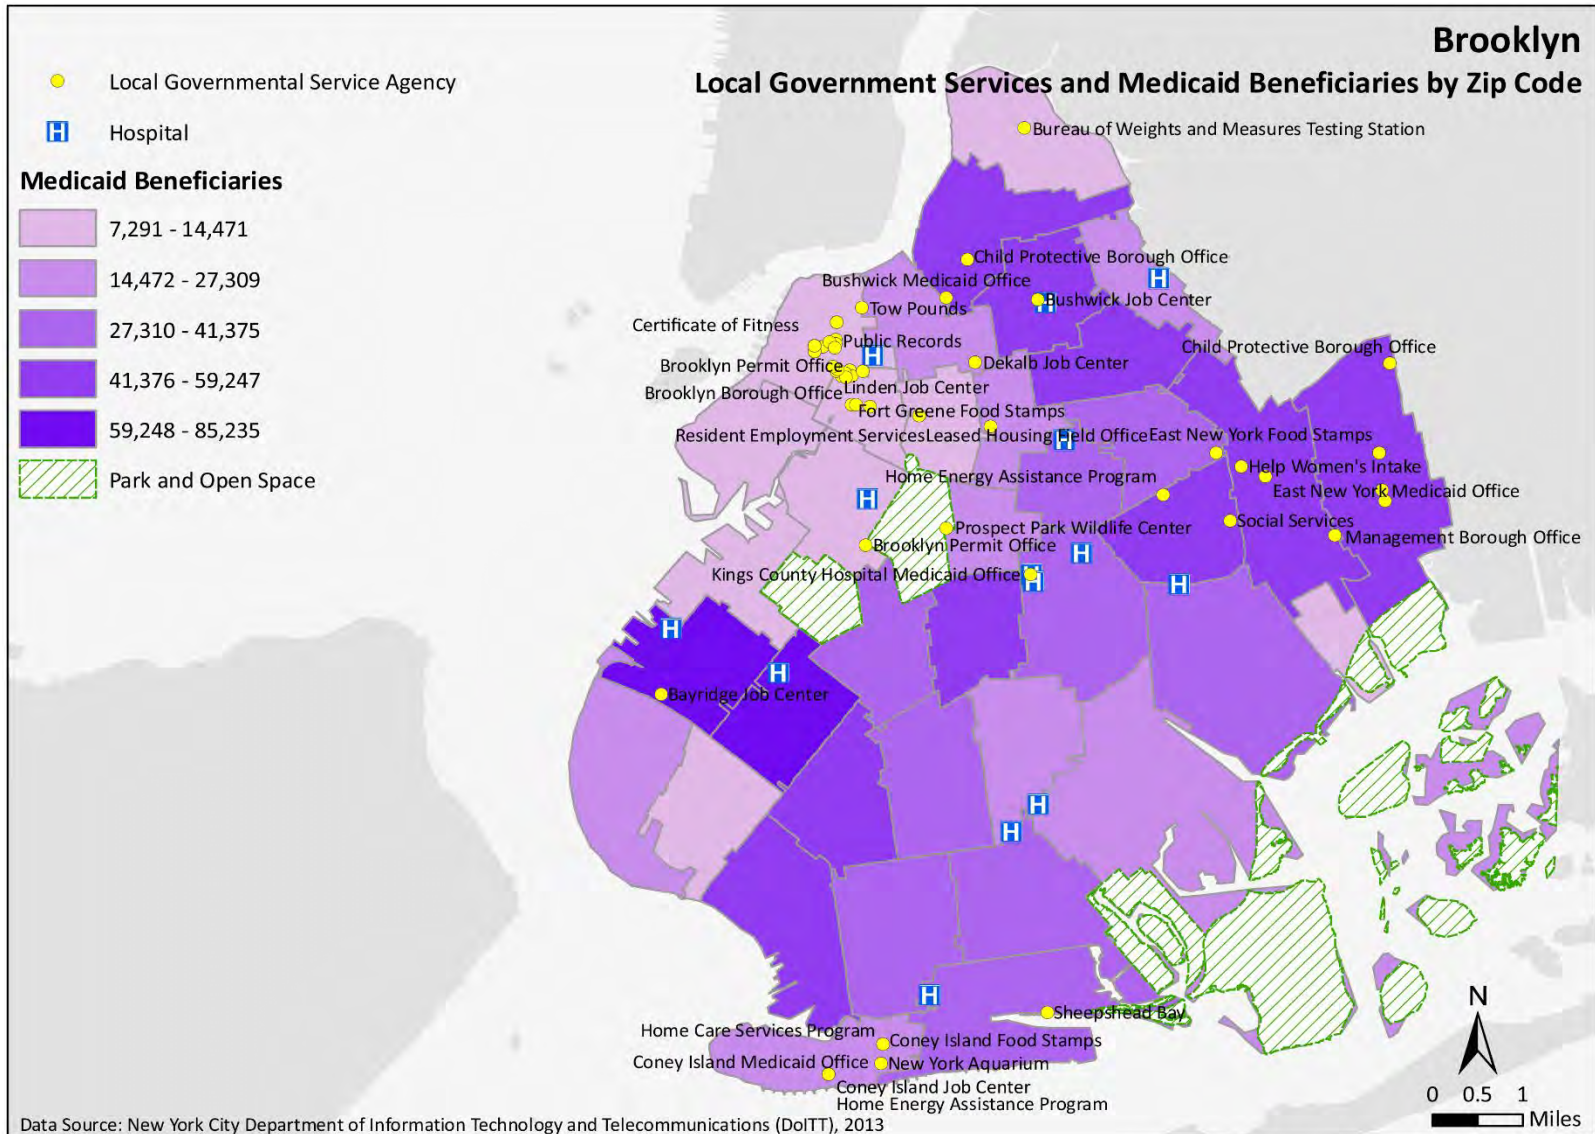 Brooklyn
Local Government Services and Medicaid Beneficiaries by Zip Code
Local Governmental Service Agency
H Hospital
Medicaid Beneficiaries
7,291 - 14,471
14,472 - 27,309
27,310 - 41,375
41,376 - 59,247
59,248 - 85,235
Park and Open Space
Bureau of Weights and Measures Testing Station
Child Protective Borough Office
H
Bushwick Medicaid Office
H
Bushwick Job Center
Tow Pounds
Certificate of Fitness
Public Records
H
Child Protective Borough Office
Brooklyn Permit Office
Dekalb Job Center
Linden Job Center
Brooklyn Borough Office
Fort Greene Food Stamps
Resident Employment Services
Leased Housing Field Office
H
East New York Food Stamps
Help Women's Intake
Home Energy Assistance Program
East New York Medicaid Office
H
Social Services
Prospect Park Wildlife Center
Management Borough Office
Brooklyn Permit Office
H
Kings County Hospital Medicaid Office
H
H
H
H
H
Bayridge Job Center
H
H
H
N
Sheepshead Bay
Home Care Services Program
Coney Island Food Stamps
Coney Island Medicaid Office
New York Aquarium
Coney Island Job Center
Home Energy Assistance Program
0 0.5 1
Miles
Data Source: New York City Department of Information Technology and Telecommunications (DoITT), 2013